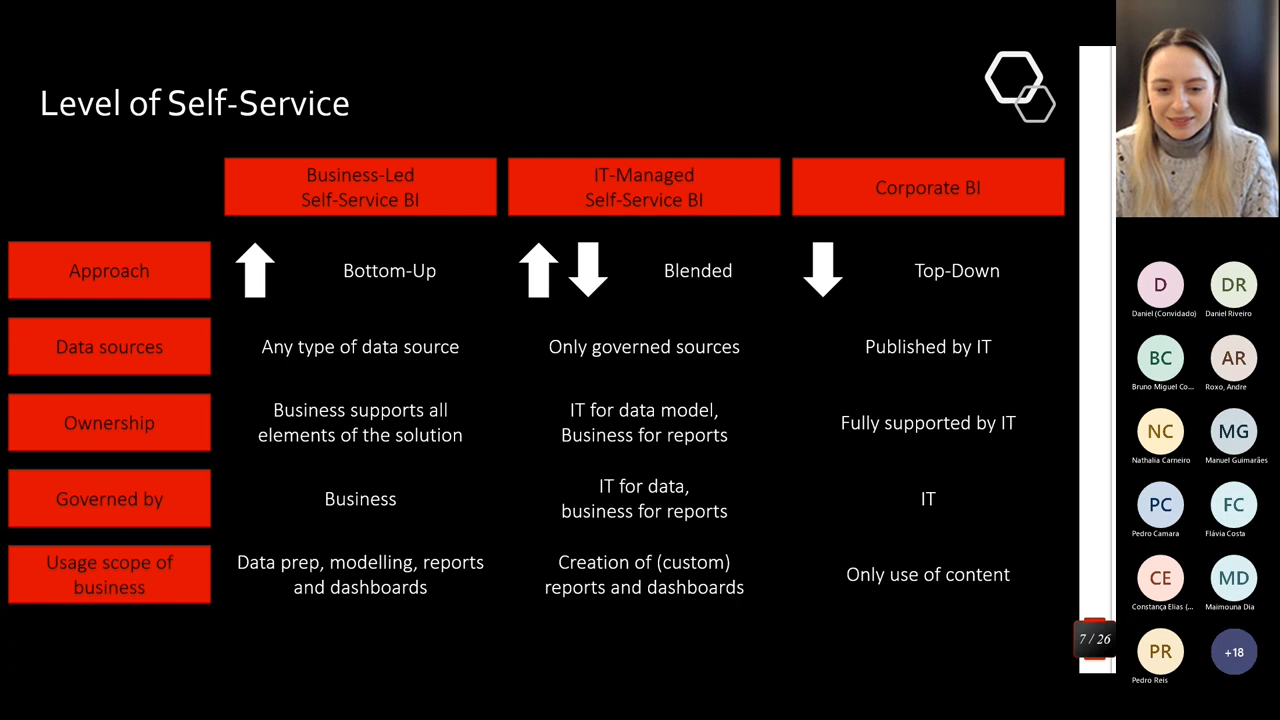 Level of Self-Service
Business-Led
Self-Service BI
IT-Managed
Self-Service BI
Corporate BI
Approach
Bottom-Up
Blended
Top-Down
Data sources
Any type of data source
Only governed sources
Published by IT
Ownership
Business supports all
elements of the solution
IT for data model,
Business for reports
Fully supported by IT
Governed by
Business
IT for data,
business for reports
IT
Usage scope of
business
Data prep, modelling, reports
and dashboards
Creation of (custom)
reports and dashboards
Only use of content
7 / 26
D
Daniel (Convidado)
DR
Daniel Riveiro
BC
Bruno Miguel Co...
AR
Roxo, Andre
NC
Nathalia Carneiro
MG
Manuel Guimarães
PC
Pedro Camara
FC
Flávia Costa
CE
Constança Elias (...
MD
Maimouna Dia
PR
Pedro Reis
+18